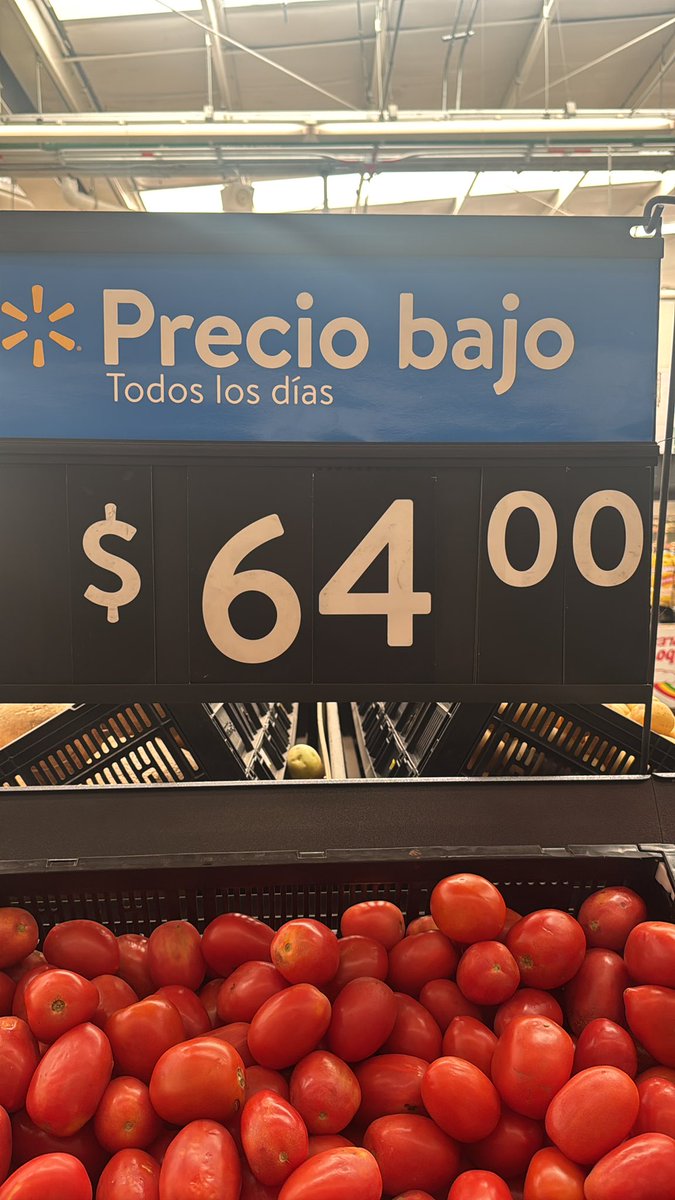 Precio bajo
Todos los días
$ 64 00